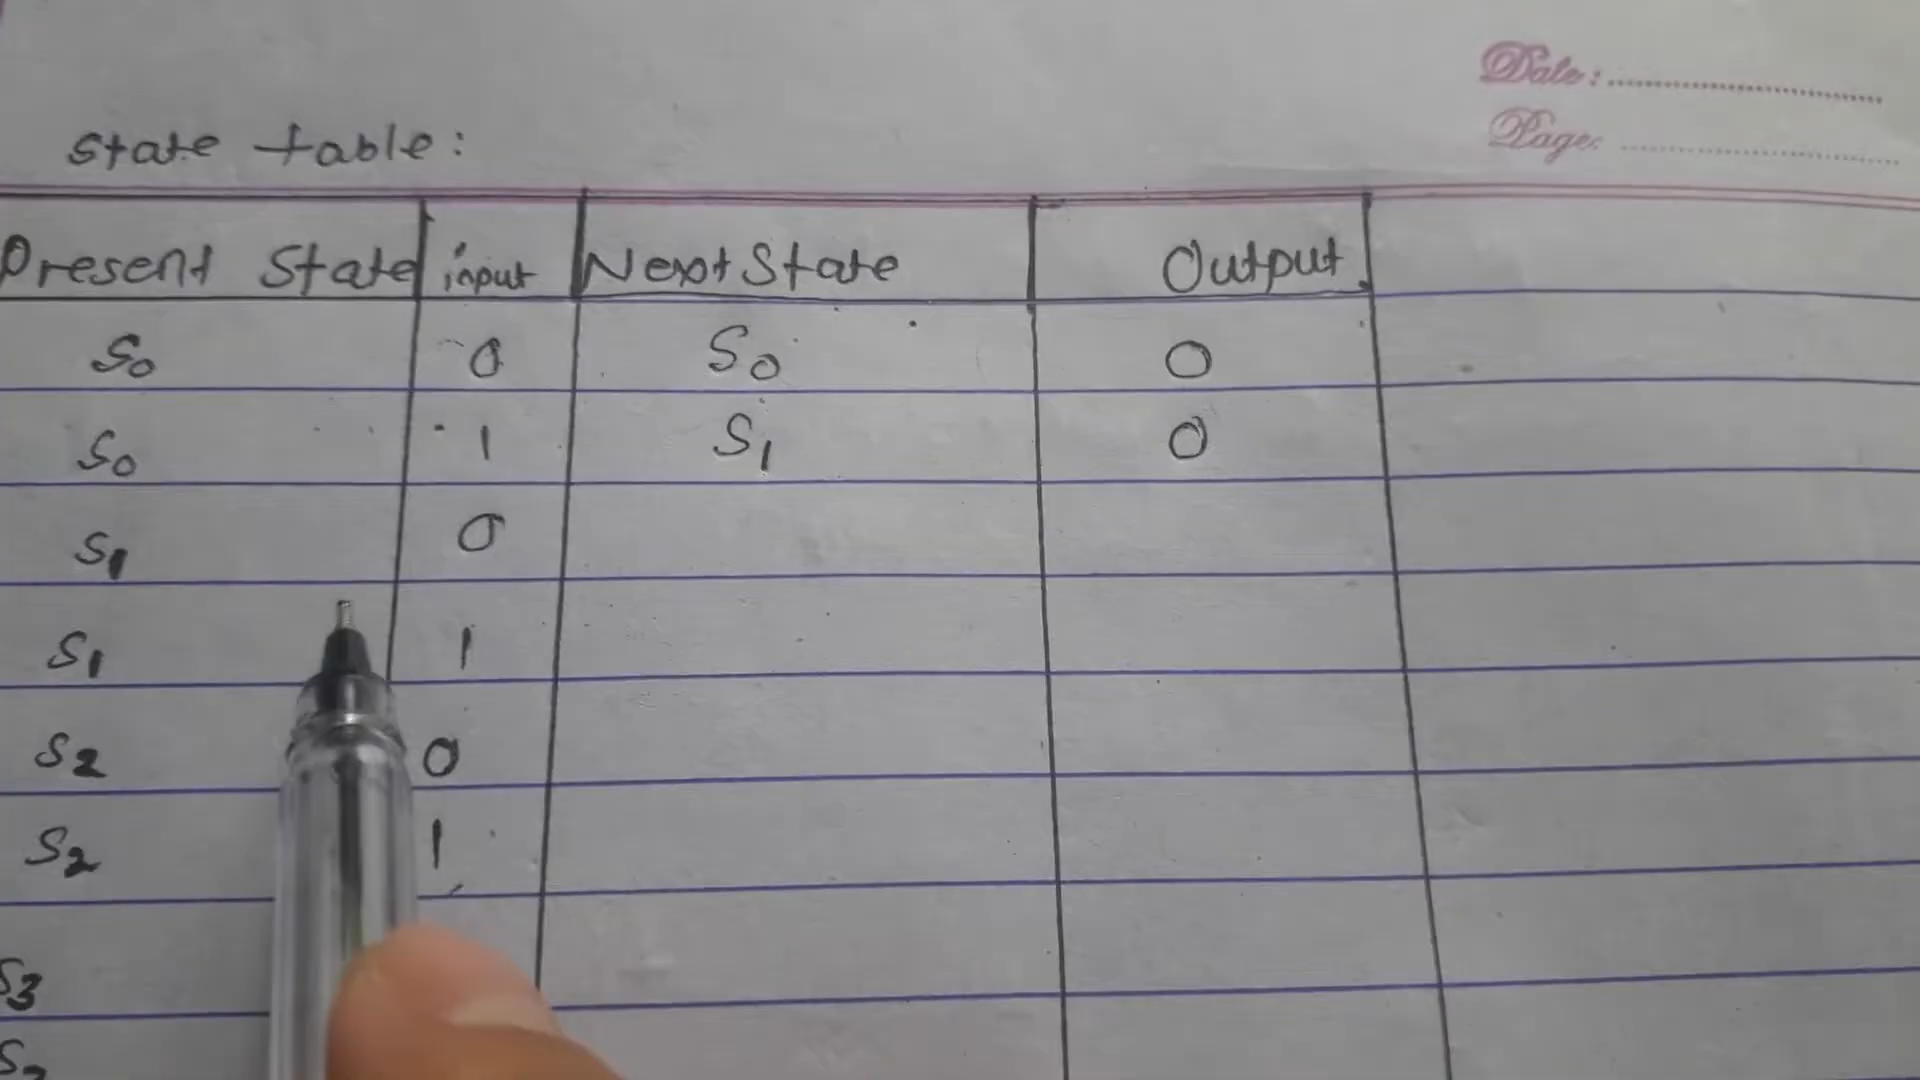 Date:
Page:
State table:
Present State input Next State Output
S0 0 S0 0
S0 1 S1 0
S1 0
S1 1
S2 0
S2 1
S3